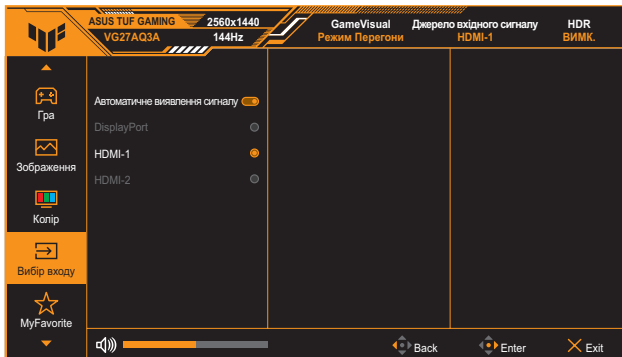 ASUS TUF GAMING 2560x1440 GameVisual Джерело вхідного сигналу HDR
VG27AQ3A 144Hz Режим Перегони HDMI-1 ВИМК.
Гра
Зображення
Колір
Вибір входу
MyFavorite
Автоматичне виявлення сигналу
DisplayPort
HDMI-1
HDMI-2
Back Enter Exit